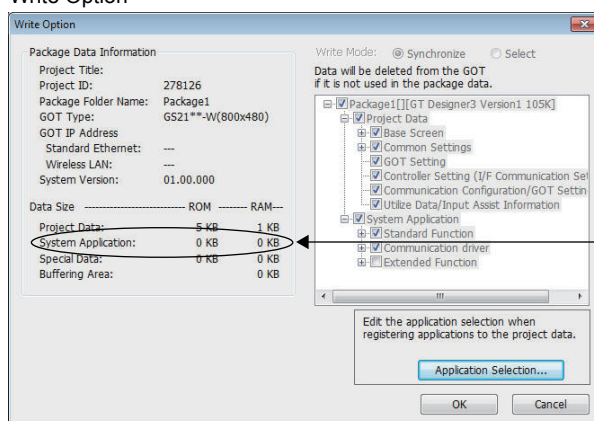 Write Option
Write Option
Package Data Information
Project Title:
Project ID: 278126
Package Folder Name: Package1
GOT Type: GS21**-W(800x480)
GOT IP Address
Standard Ethernet: ---
Wireless LAN: ---
System Version: 01.00.000
Data Size ---------------------- ROM -------- RAM---
Project Data: 5 KB 1 KB
System Application: 0 KB 0 KB
Special Data: 0 KB 0 KB
Buffering Area: 0 KB
Write Mode: Synchronize Select
Data will be deleted from the GOT
if it is not used in the package data.
Package1[][GT Designer3 Version1 105K]
Project Data
Base Screen
Common Settings
GOT Setting
Controller Setting (I/F Communication Set
Communication Configuration/GOT Settin
Utilize Data/Input Assist Information
System Application
Standard Function
Communication driver
Extended Function
Edit the application selection when
registering applications to the project data.
Application Selection...
OK Cancel